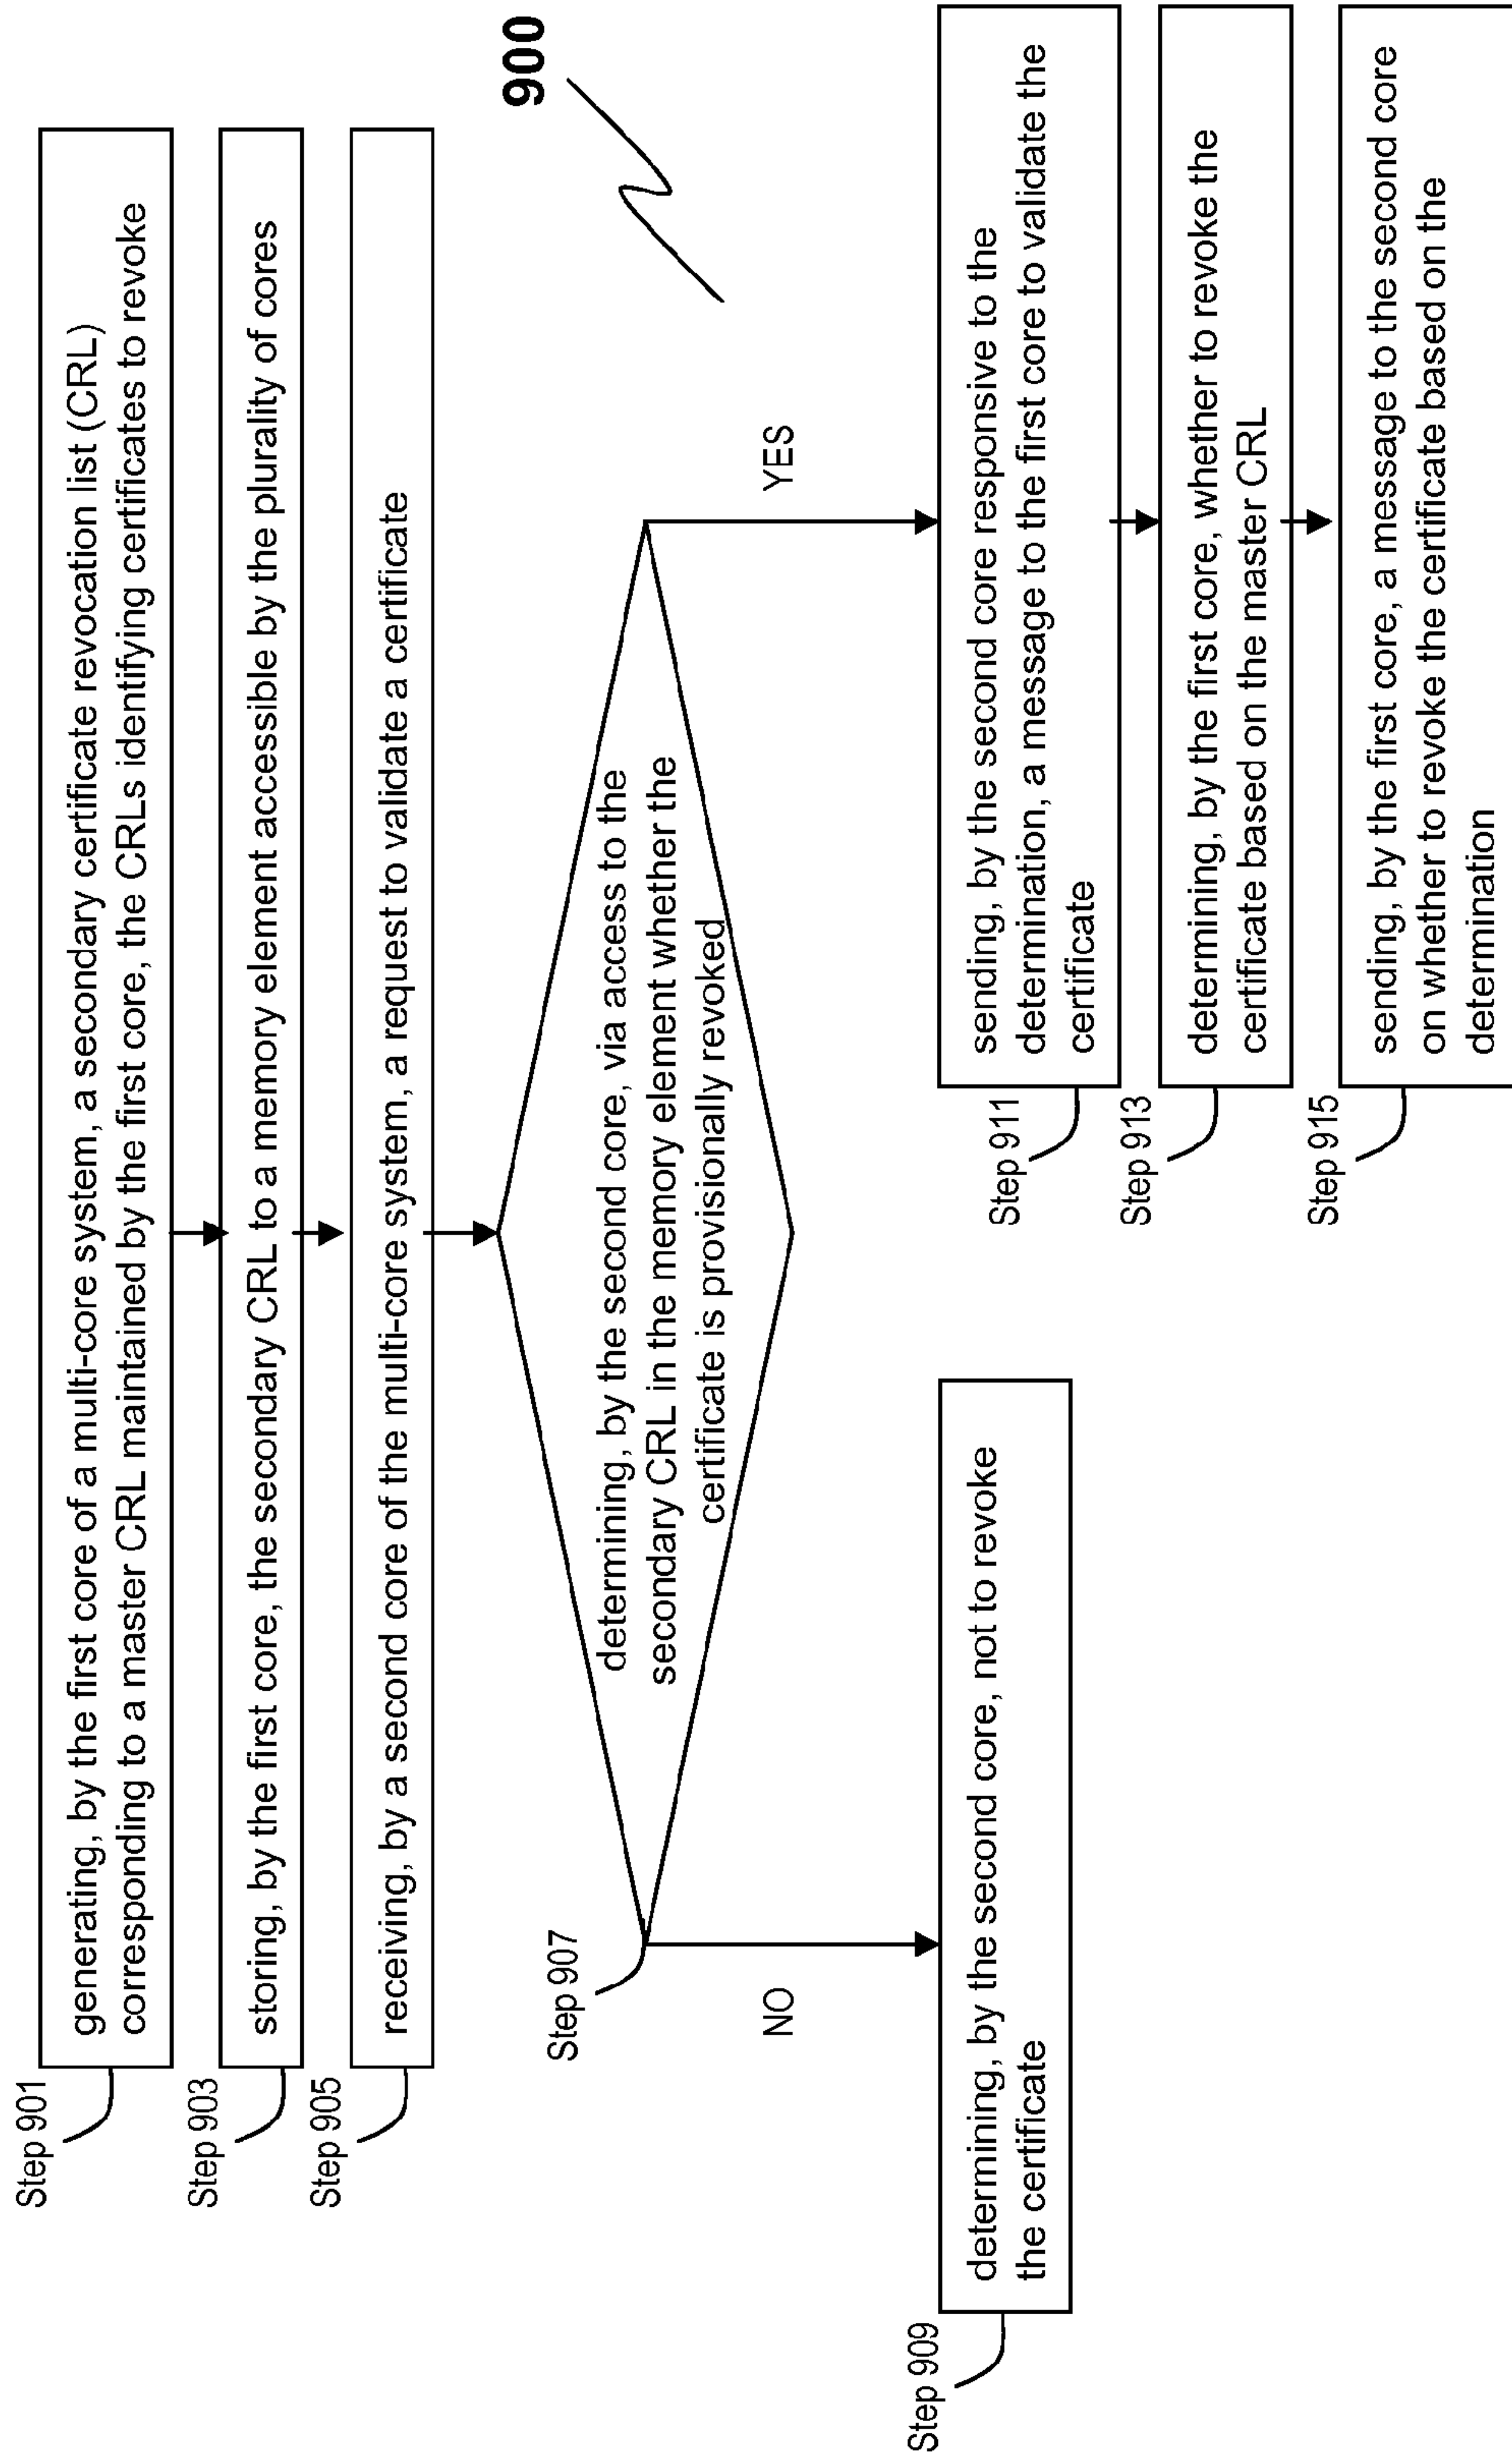 Step 901
generating, by the first core of a multi-core system, a secondary certificate revocation list (CRL)
corresponding to a master CRL maintained by the first core, the CRLs identifying certificates to revoke
Step 903
storing, by the first core, the secondary CRL to a memory element accessible by the plurality of cores
Step 905
receiving, by a second core of the multi-core system, a request to validate a certificate
900
Step 907
determining, by the second core, via access to the
secondary CRL in the memory element whether the
certificate is provisionally revoked
NO
YES
Step 909
determining, by the second core, not to revoke
the certificate
Step 911
sending, by the second core responsive to the
determination, a message to the first core to validate the
certificate
Step 913
determining, by the first core, whether to revoke the
certificate based on the master CRL
Step 915
sending, by the first core, a message to the second core
on whether to revoke the certificate based on the
determination